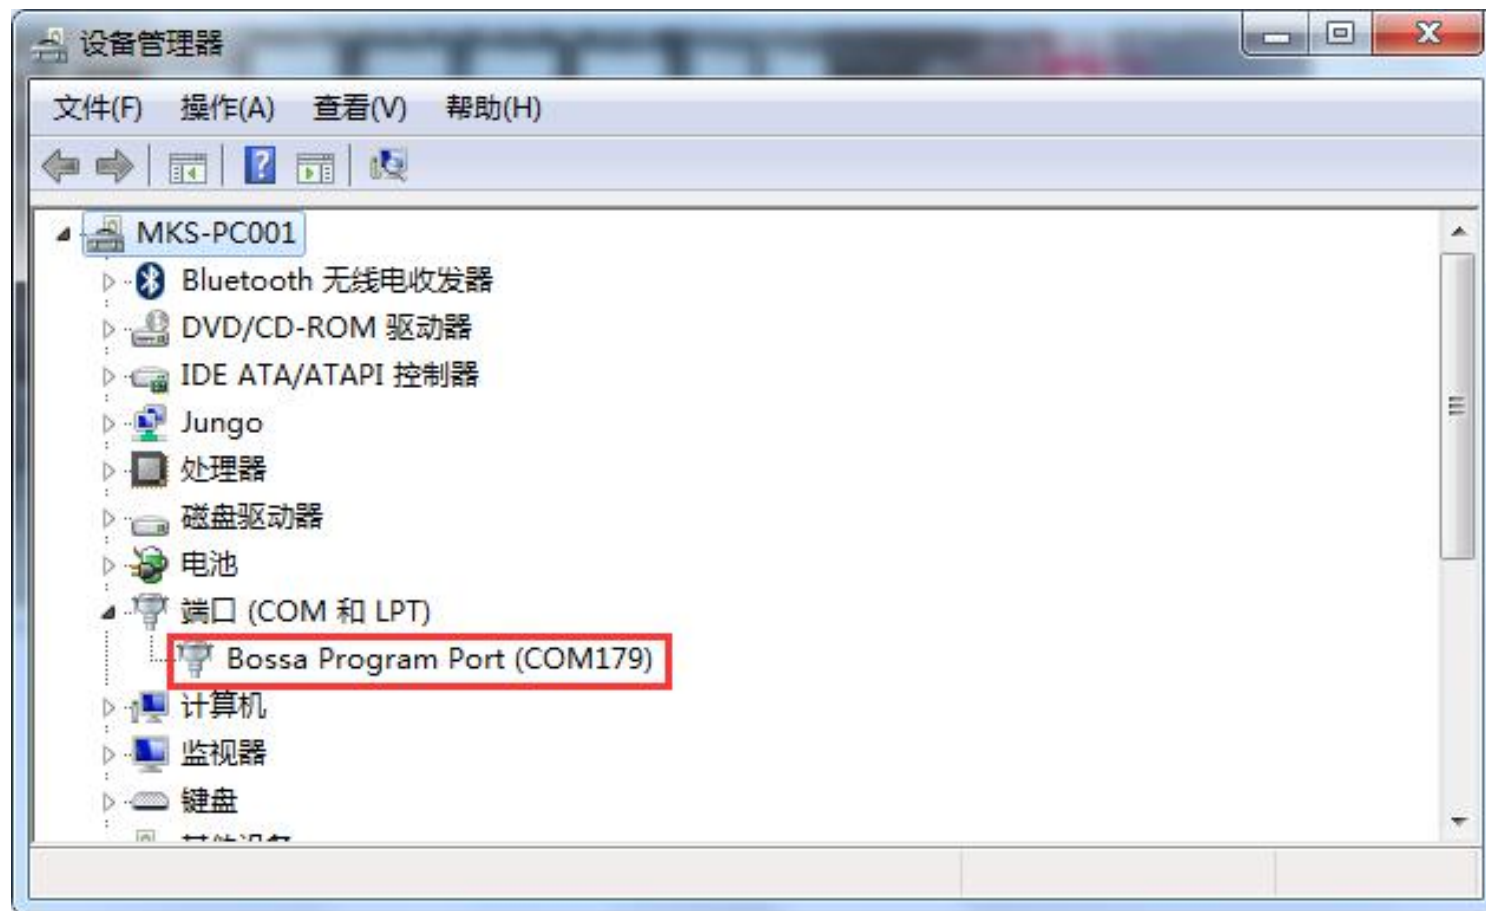 设备管理器
文件(F) 操作(A) 查看(V) 帮助(H)
MKS-PC001
Bluetooth 无线电收发器
DVD/CD-ROM 驱动器
IDE ATA/ATAPI 控制器
Jungo
处理器
磁盘驱动器
电池
端口 (COM 和 LPT)
Bossa Program Port (COM179)
计算机
监视器
键盘